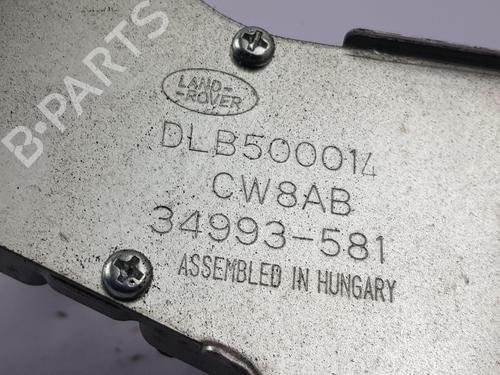 B-PARTS
LAND-
-ROVER
DLB500014
CW8AB
34993-581
ASSEMBLED IN HUNGARY